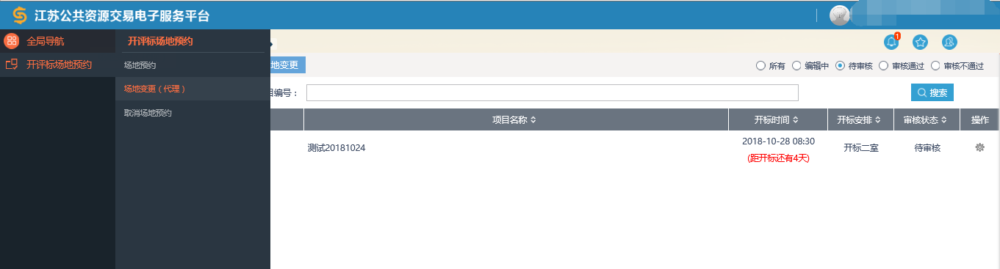 江苏公共资源交易电子服务平台
全局导航
开评标场地预约
开评标场地预约
场地预约
场地变更（代理）
取消场地预约
1
地变更
所有 编辑中 待审核 审核通过 审核不通过
编号：
搜索
项目名称 开标时间 开标安排 审核状态 操作
测试20181024 2018-10-28 08:30 开标二室 待审核
(距开标还有4天)